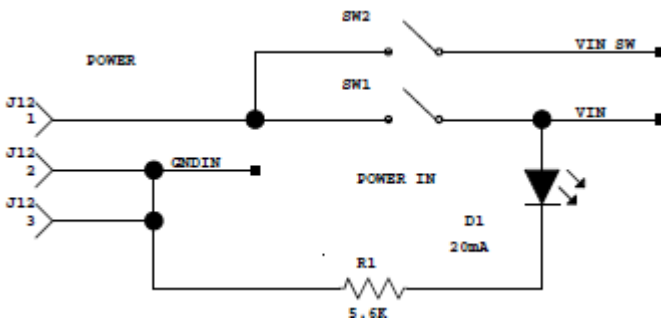 SW2
VIN SW
POWER
SW1
J12
1
VIN
J12
2
GNDIN
POWER IN
J12
3
D1
20mA
R1
5.6K